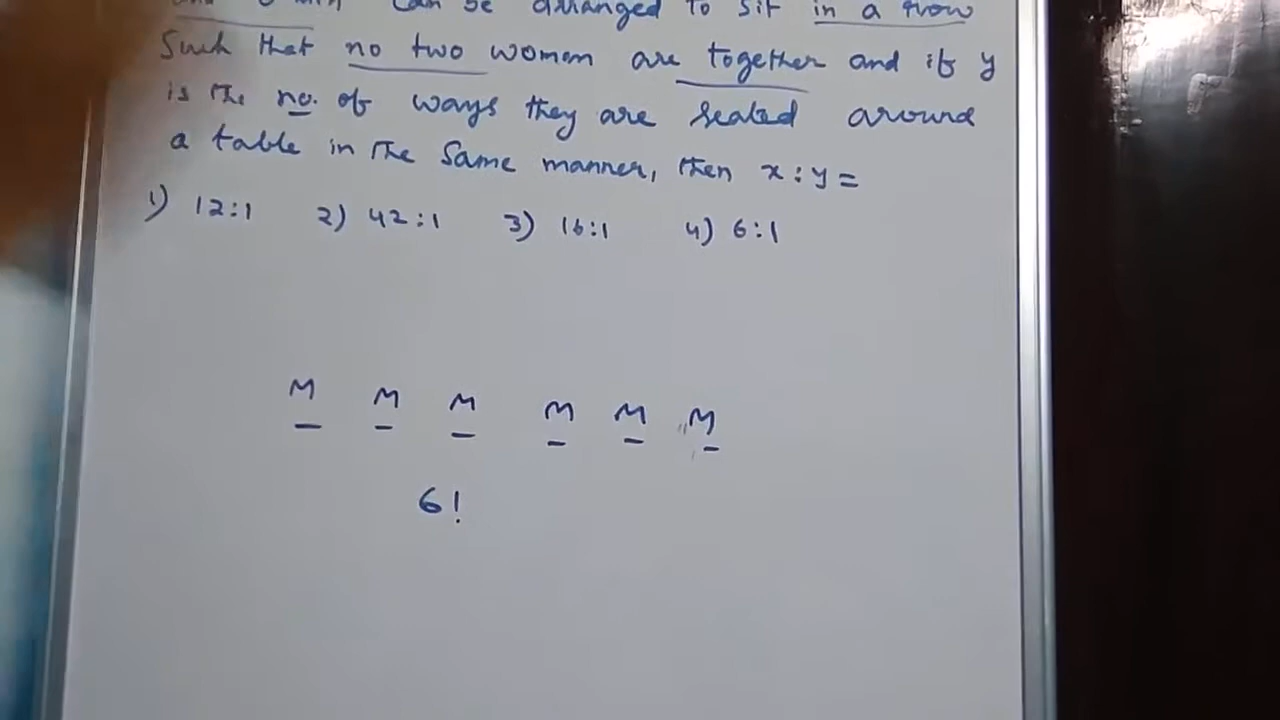 can be arranged to sit in a row
Such that no two women are together and if y
is the no. of ways they are seated around
a table in the same manner, then x : y =
1) 12:1 2) 42:1 3) 16:1 4) 6:1
M M M M M M
6!